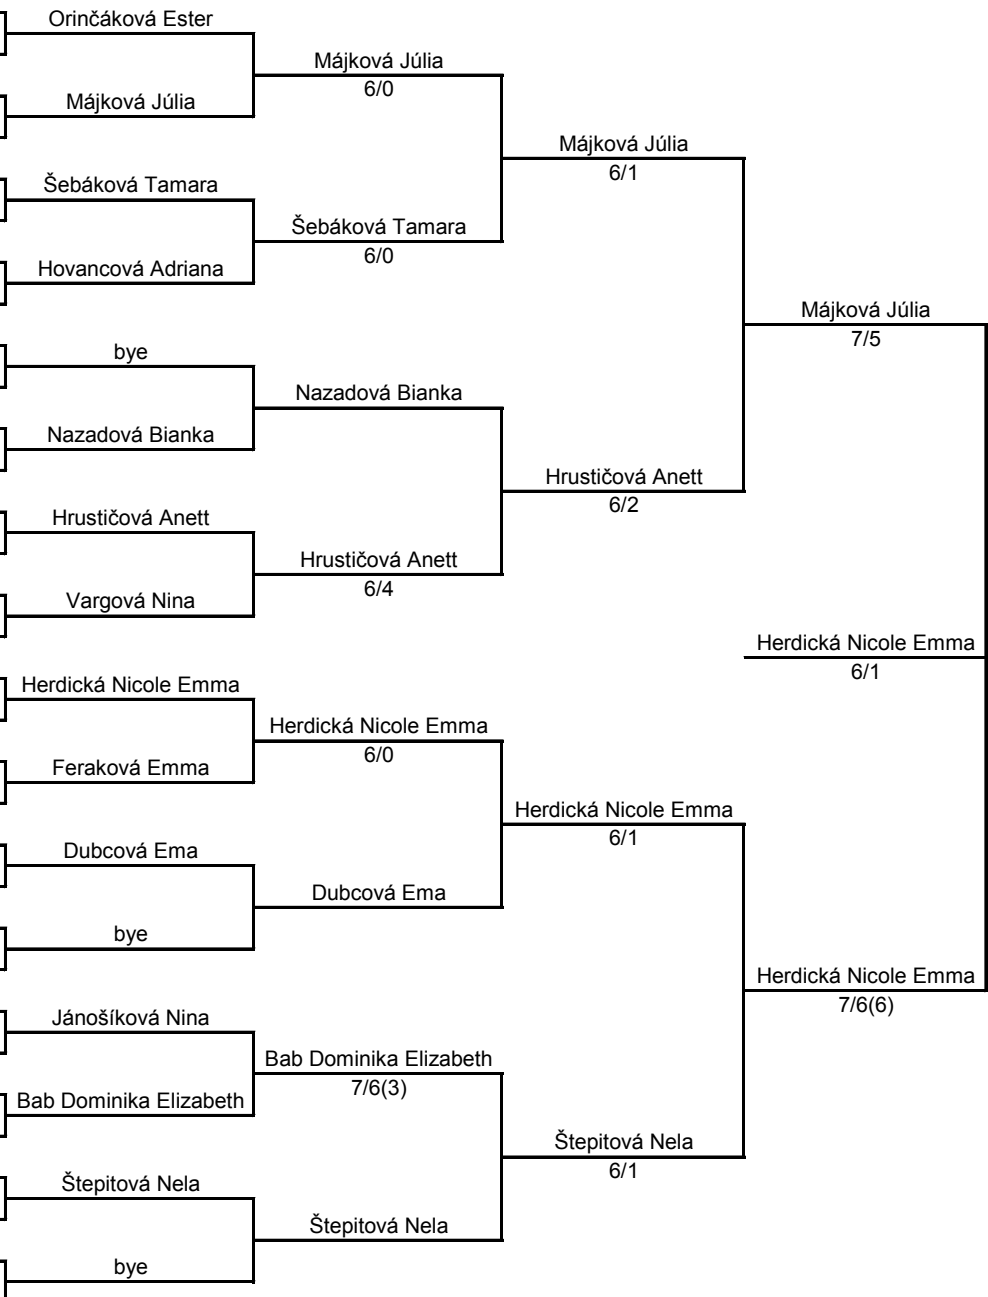 Orinčáková Ester
Májková Júlia
6/0
Májková Júlia
Májková Júlia
6/1
Šebáková Tamara
Šebáková Tamara
6/0
Hovancová Adriana
Májková Júlia
7/5
bye
Nazadová Bianka
Nazadová Bianka
Hrustičová Anett
6/2
Hrustičová Anett
Hrustičová Anett
6/4
Vargová Nina
Herdická Nicole Emma
6/1
Herdická Nicole Emma
Herdická Nicole Emma
6/0
Feraková Emma
Herdická Nicole Emma
6/1
Dubcová Ema
Dubcová Ema
bye
Herdická Nicole Emma
7/6(6)
Jánošíková Nina
Bab Dominika Elizabeth
7/6(3)
Bab Dominika Elizabeth
Štepitová Nela
6/1
Štepitová Nela
Štepitová Nela
bye